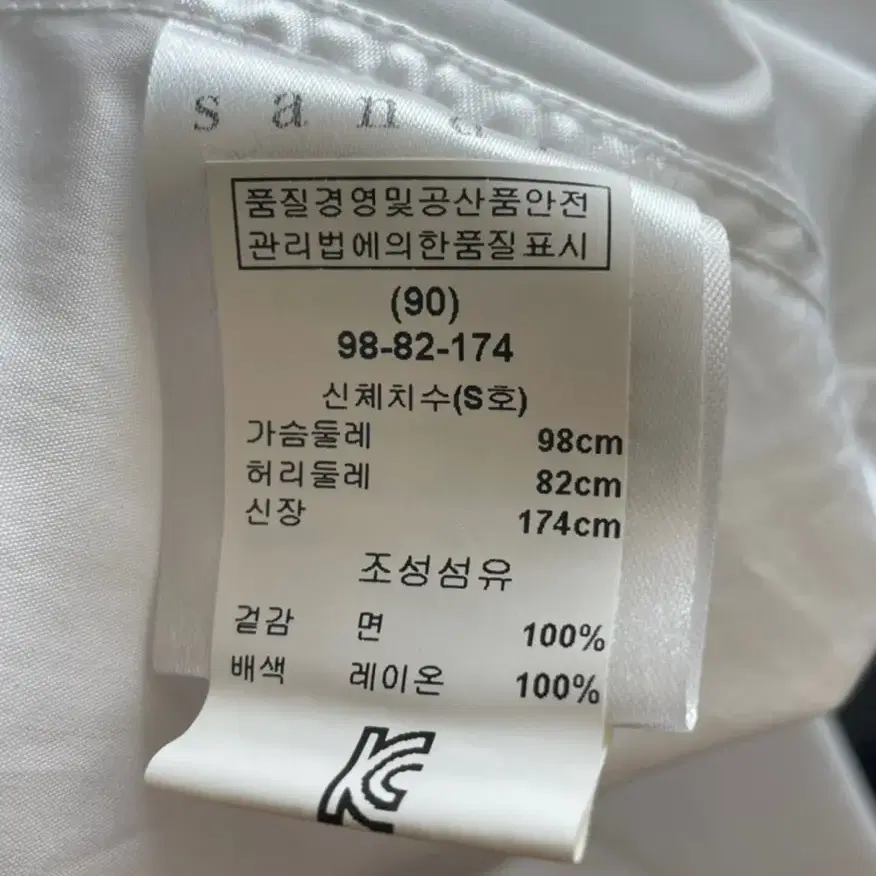 품질경영및공산품안전
관리법에의한품질표시
(90)
98-82-174
신체치수(S호)
가슴둘레 98cm
허리둘레 82cm
신장 174cm
조성섬유
겉감 면 100%
배색 레이온 100%
KC